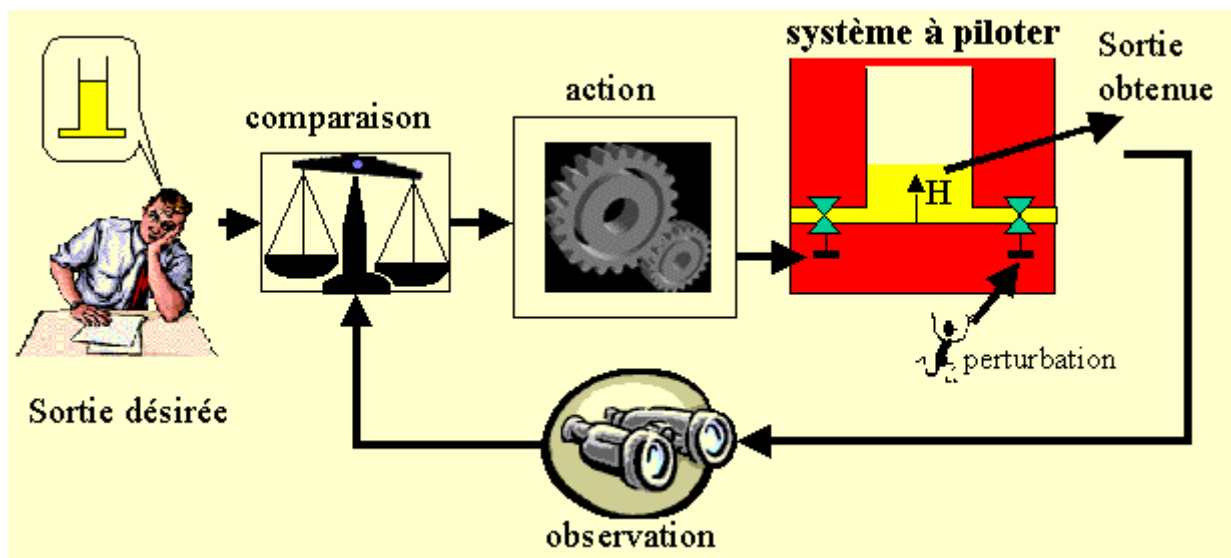 système à piloter
Sortie
obtenue
action
comparaison
H
perturbation
Sortie désirée
observation